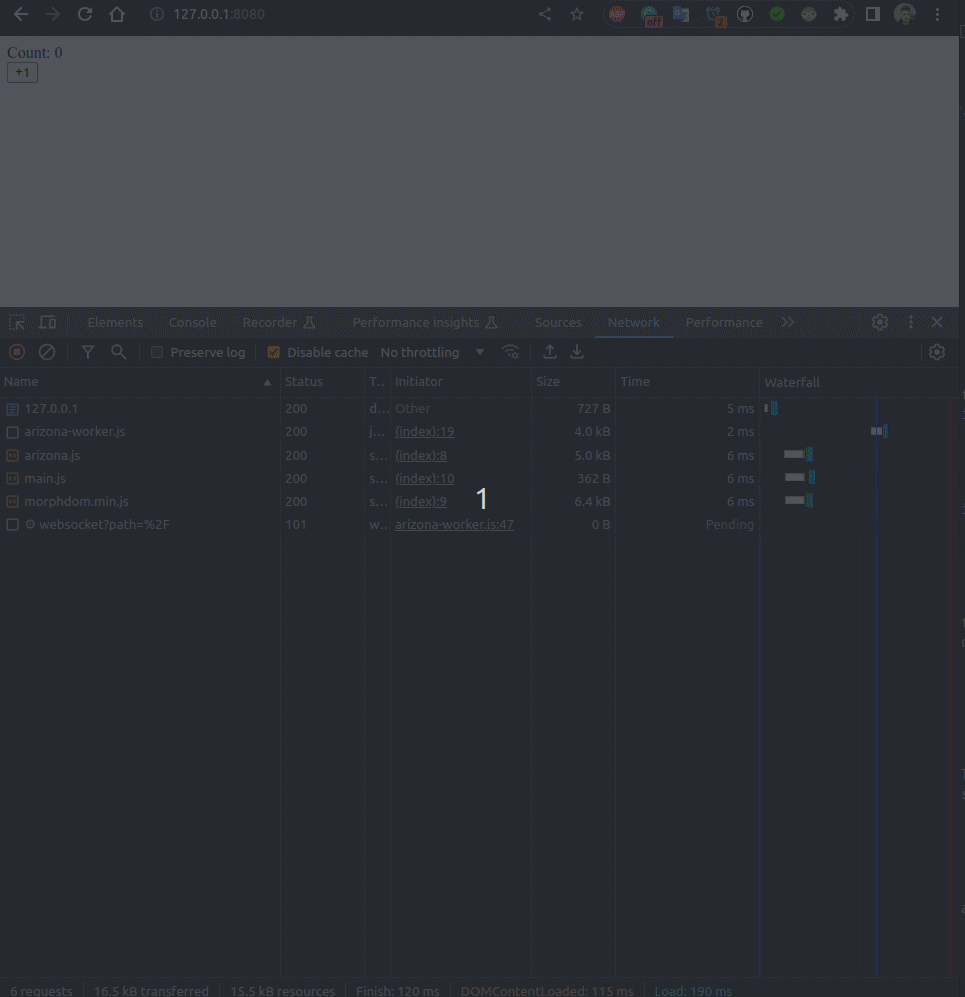 127.0.0.1:8080
off
2
Count: 0
+1
Elements Console Recorder Performance insights Sources Network Performance
Preserve log Disable cache No throttling
Name Status T.. Initiator Size Time Waterfall
127.0.0.1 200 d... Other 727 B 5 ms
arizona-worker.js 200 j... (index):19 4.0 kB 2 ms
arizona.js 200 s... (index):8 5.0 kB 6 ms
main.js 200 s... (index):10 362 B 6 ms
morphdom.min.js 200 s... (index):9 6.4 kB 6 ms
1
websocket?path=%2F 101 w.. arizona-worker.js:47 0 B Pending
6 requests 16.5 kB transferred 15.5 kB resources Finish: 120 ms DOMContentLoaded: 115 ms Load: 190 ms